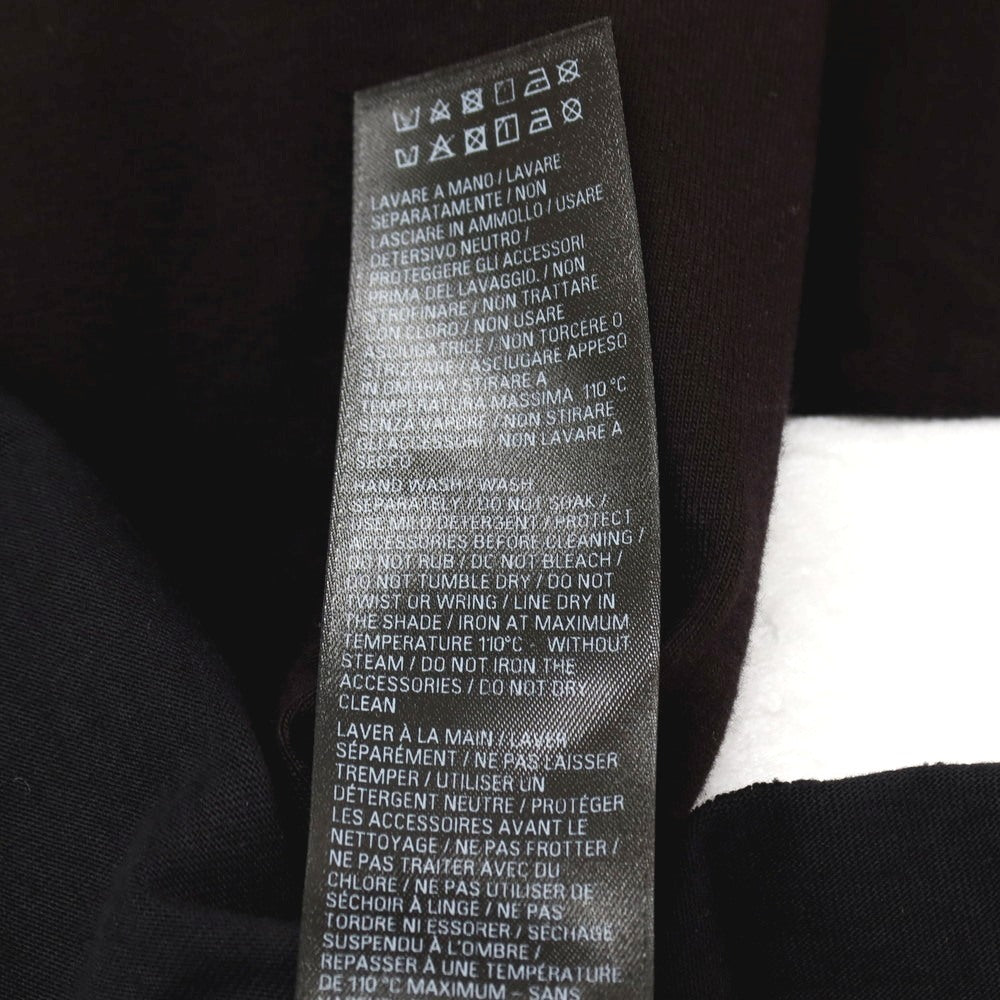 LAVARE A MANO / LAVARE
SEPARATAMENTE / NON
LASCIARE IN AMMOLLO / USARE
DETERSIVO NEUTRO /
PROTEGGERE GLI ACCESSORI
PRIMA DEL LAVAGGIO. / NON
STROFINARE / NON TRATTARE
CON CLORO / NON USARE
ASCIUGATRICE / NON TORCERE O
STRIZZARE / ASCIUGARE APPESO
IN OMBRA / STIRARE A
TEMPERATURA MASSIMA 110°C
SENZA VAPORE / NON STIRARE
GLI ACCESSORI / NON LAVARE A
SECCO
HAND WASH / WASH
SEPARATELY / DO NOT SOAK /
USE MILD DETERGENT / PROTECT
ACCESSORIES BEFORE CLEANING /
DO NOT RUB / DO NOT BLEACH /
DO NOT TUMBLE DRY / DO NOT
TWIST OR WRING / LINE DRY IN
THE SHADE / IRON AT MAXIMUM
TEMPERATURE 110°C WITHOUT
STEAM / DO NOT IRON THE
ACCESSORIES / DO NOT DRY
CLEAN
LAVER À LA MAIN / LAVER
SÉPARÉMENT / NE PAS LAISSER
TREMPER / UTILISER UN
DÉTERGENT NEUTRE / PROTÉGER
LES ACCESSOIRES AVANT LE
NETTOYAGE / NE PAS FROTTER /
NE PAS TRAITER AVEC DU
CHLORE / NE PAS UTILISER DE
SÉCHOIR À LINGE / NE PAS
TORDRE NI ESSORER / SÉCHAGE
SUSPENDU À L'OMBRE /
REPASSER À UNE TEMPÉRATURE
DE 110°C MAXIMUM – SANS